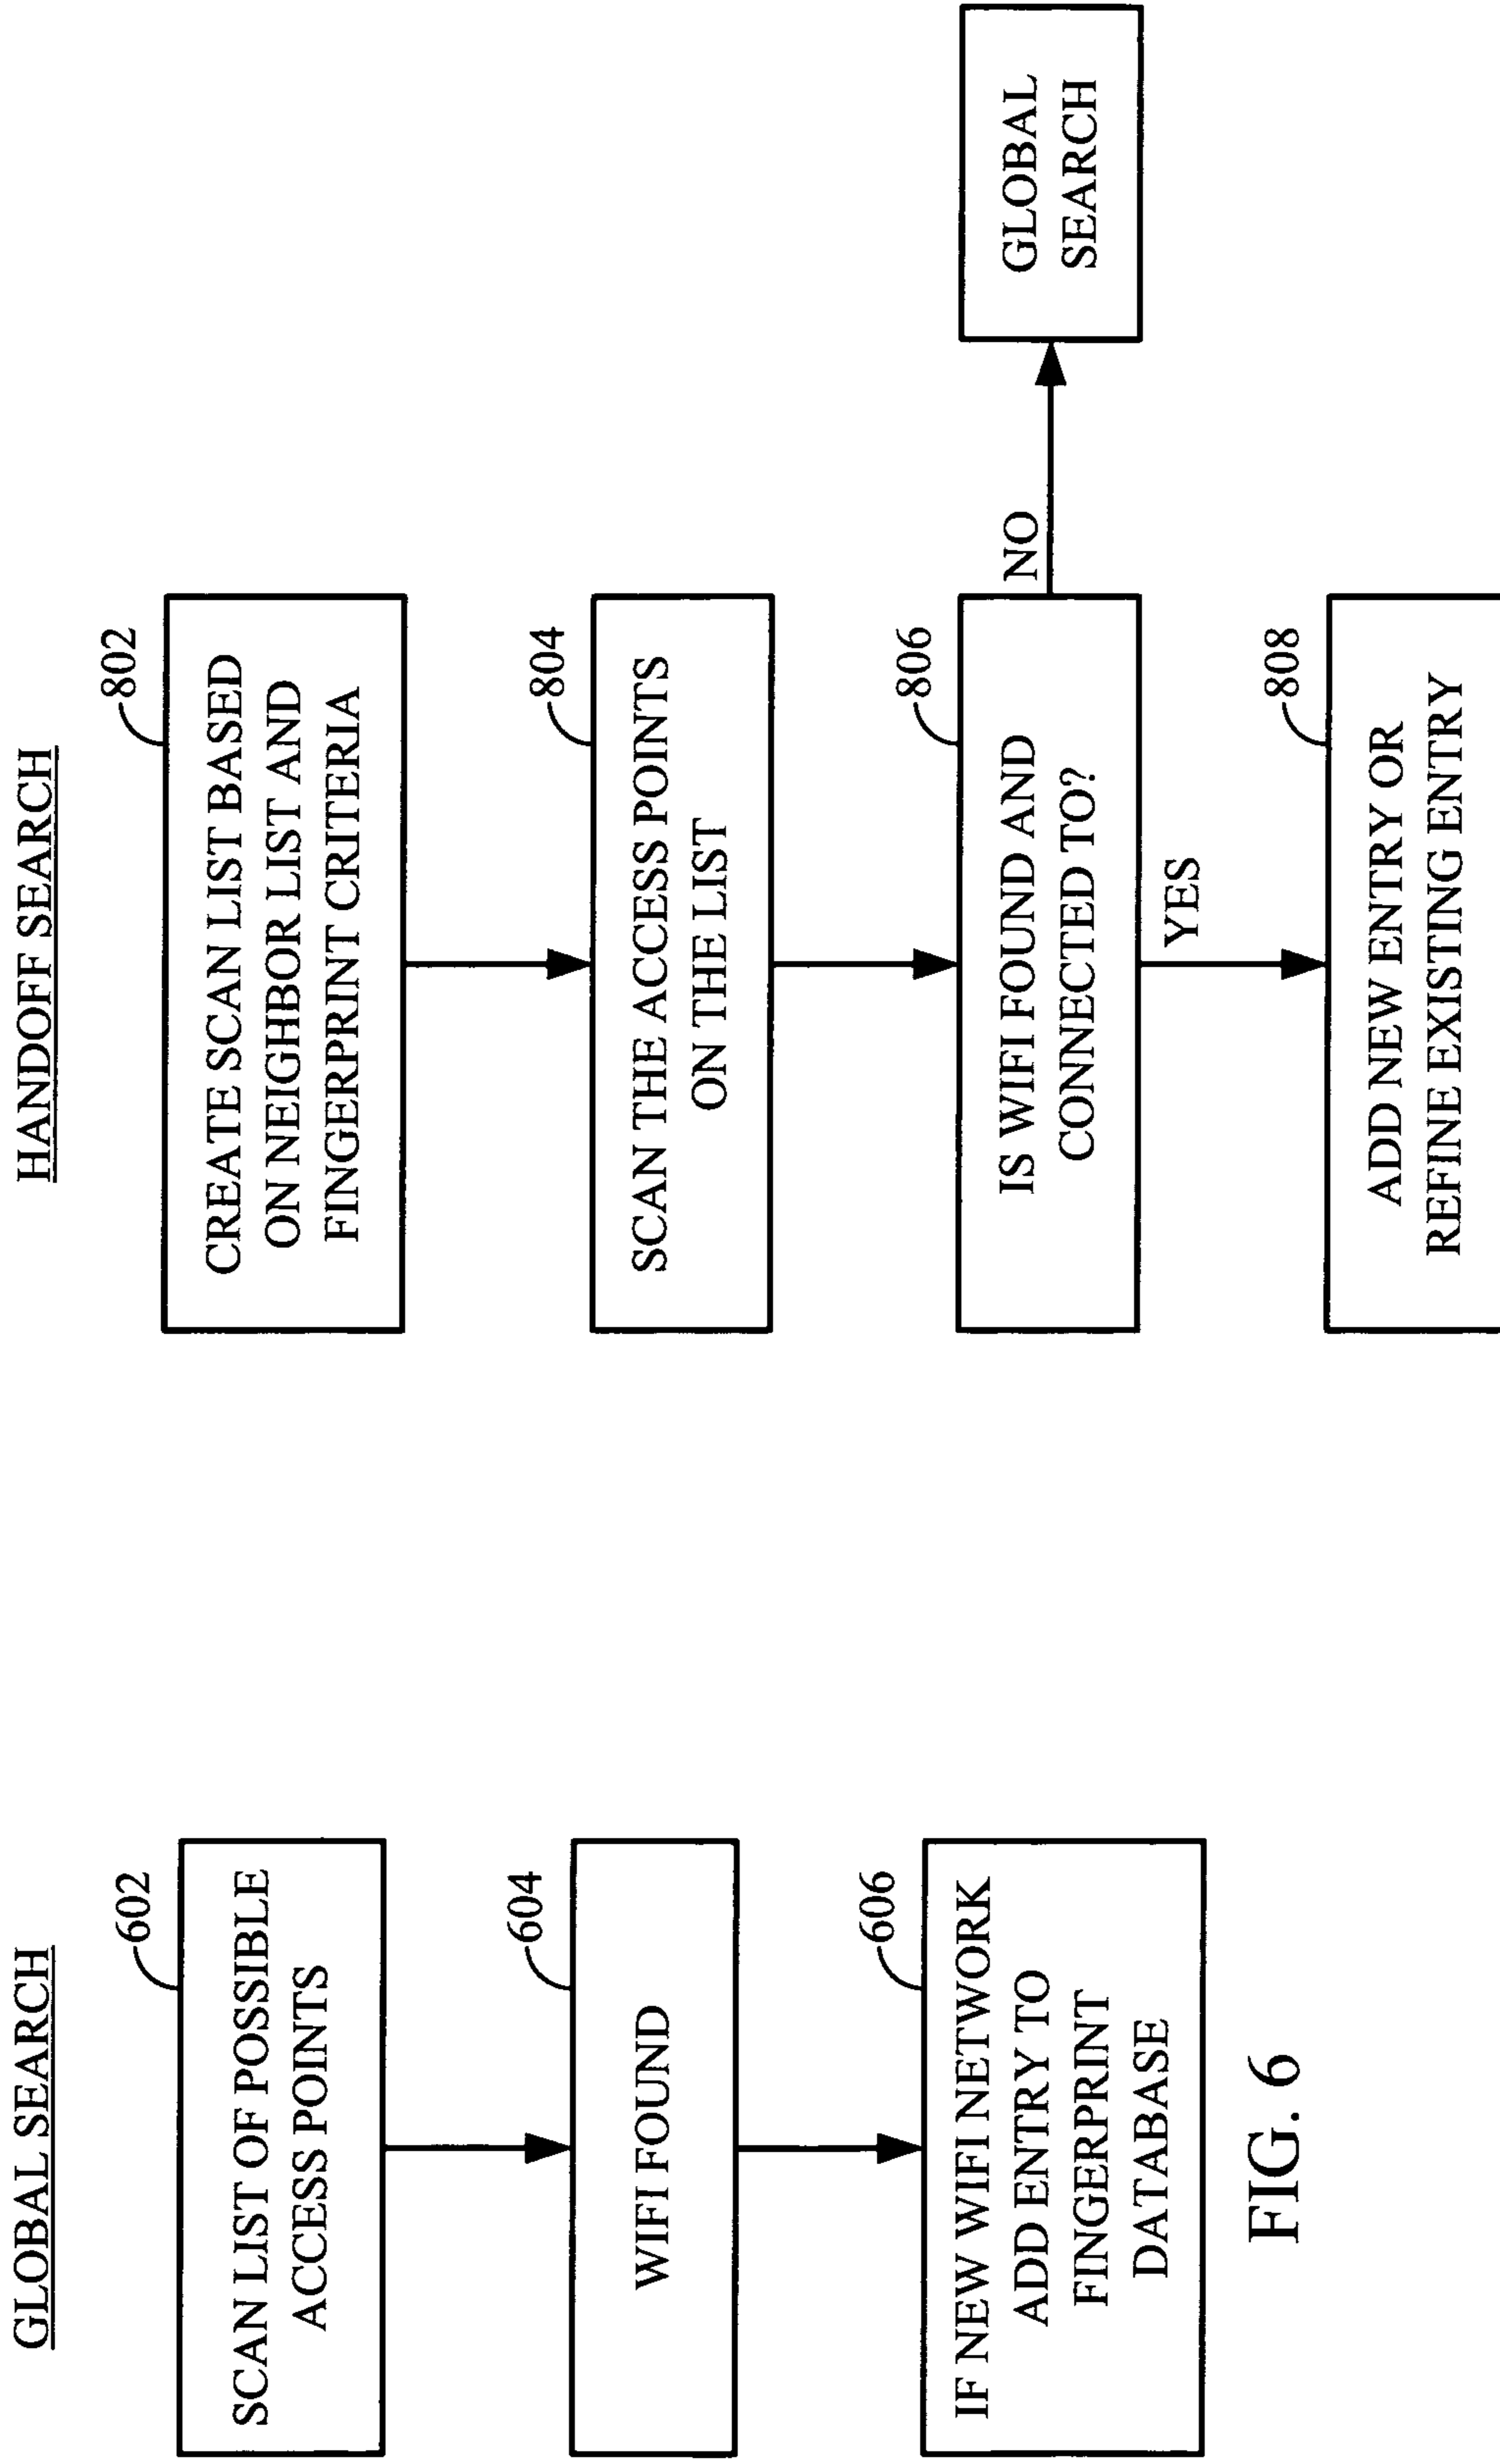 GLOBAL SEARCH
602
SCAN LIST OF POSSIBLE
ACCESS POINTS
604
WIFI FOUND
606
IF NEW WIFI NETWORK
ADD ENTRY TO
FINGERPRINT
DATABASE
FIG. 6
HANDOFF SEARCH
802
CREATE SCAN LIST BASED
ON NEIGHBOR LIST AND
FINGERPRINT CRITERIA
804
SCAN THE ACCESS POINTS
ON THE LIST
806
IS WIFI FOUND AND
CONNECTED TO?
NO
GLOBAL
SEARCH
YES
808
ADD NEW ENTRY OR
REFINE EXISTING ENTRY